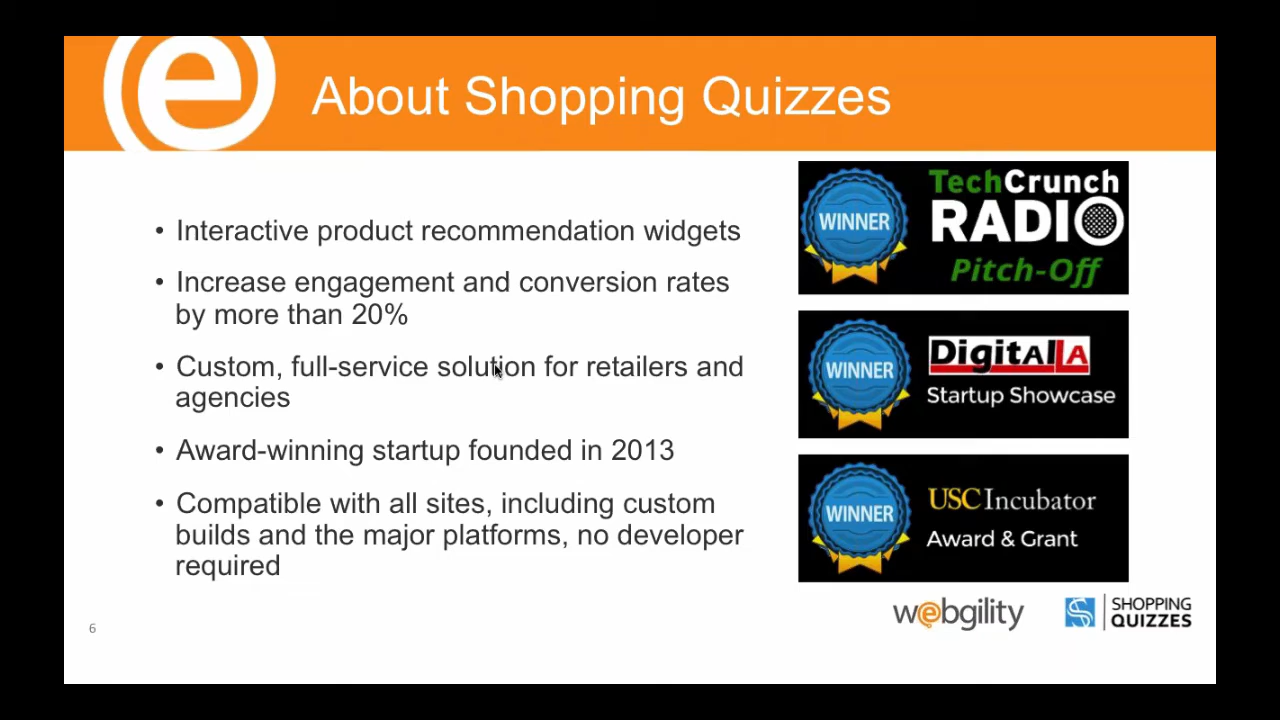 e
About Shopping Quizzes
• Interactive product recommendation widgets
• Increase engagement and conversion rates
by more than 20%
• Custom, full-service solution for retailers and
agencies
• Award-winning startup founded in 2013
• Compatible with all sites, including custom
builds and the major platforms, no developer
required
WINNER
TechCrunch
RADIO
Pitch-Off
WINNER
DigitalLA
Startup Showcase
WINNER
USC Incubator
Award & Grant
webgility
S
SHOPPING
QUIZZES
6